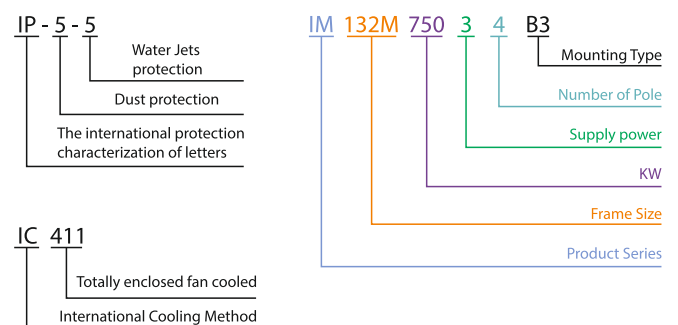 IP - 5 - 5
Water Jets
protection
Dust protection
The international protection
characterization of letters
IC 411
Totally enclosed fan cooled
International Cooling Method
IM 132M 750 3 4 B3
Mounting Type
Number of Pole
Supply power
KW
Frame Size
Product Series